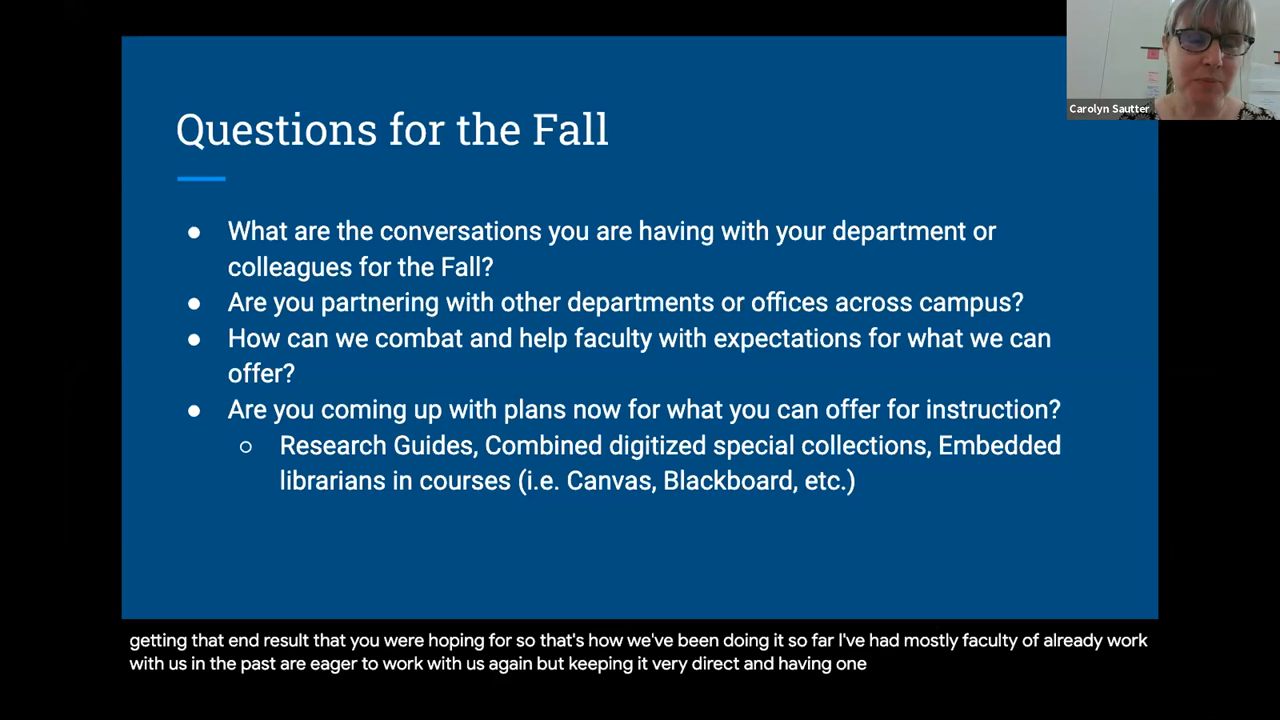 Carolyn Sautter
Questions for the Fall
● What are the conversations you are having with your department or
colleagues for the Fall?
● Are you partnering with other departments or offices across campus?
● How can we combat and help faculty with expectations for what we can
offer?
● Are you coming up with plans now for what you can offer for instruction?
○ Research Guides, Combined digitized special collections, Embedded
librarians in courses (i.e. Canvas, Blackboard, etc.)
getting that end result that you were hoping for so that's how we've been doing it so far I've had mostly faculty of already work
with us in the past are eager to work with us again but keeping it very direct and having one